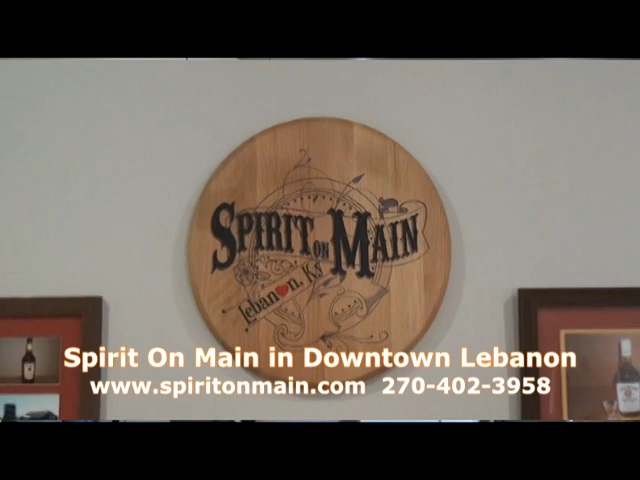 SPIRIT ON MAIN
Lebanon, Ky
Spirit On Main in Downtown Lebanon
www.spiritonmain.com 270-402-3958